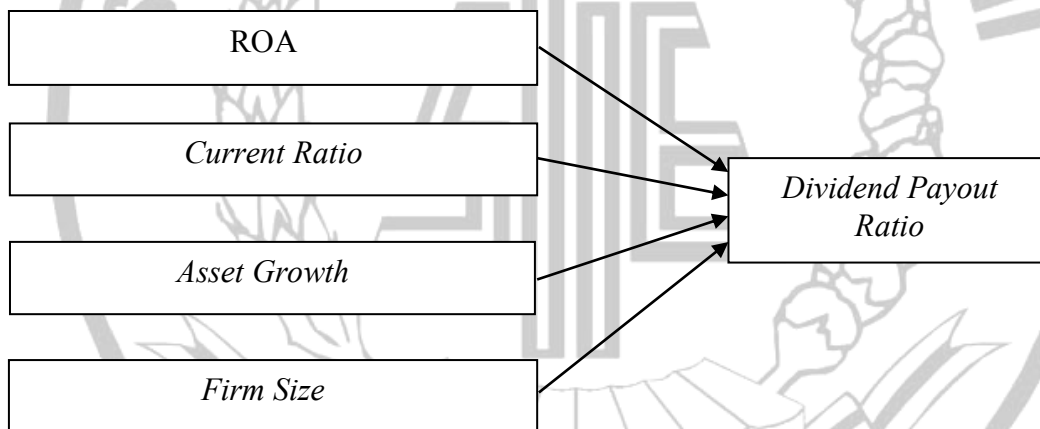 ROA
Current Ratio
Asset Growth
Firm Size
Dividend Payout
Ratio